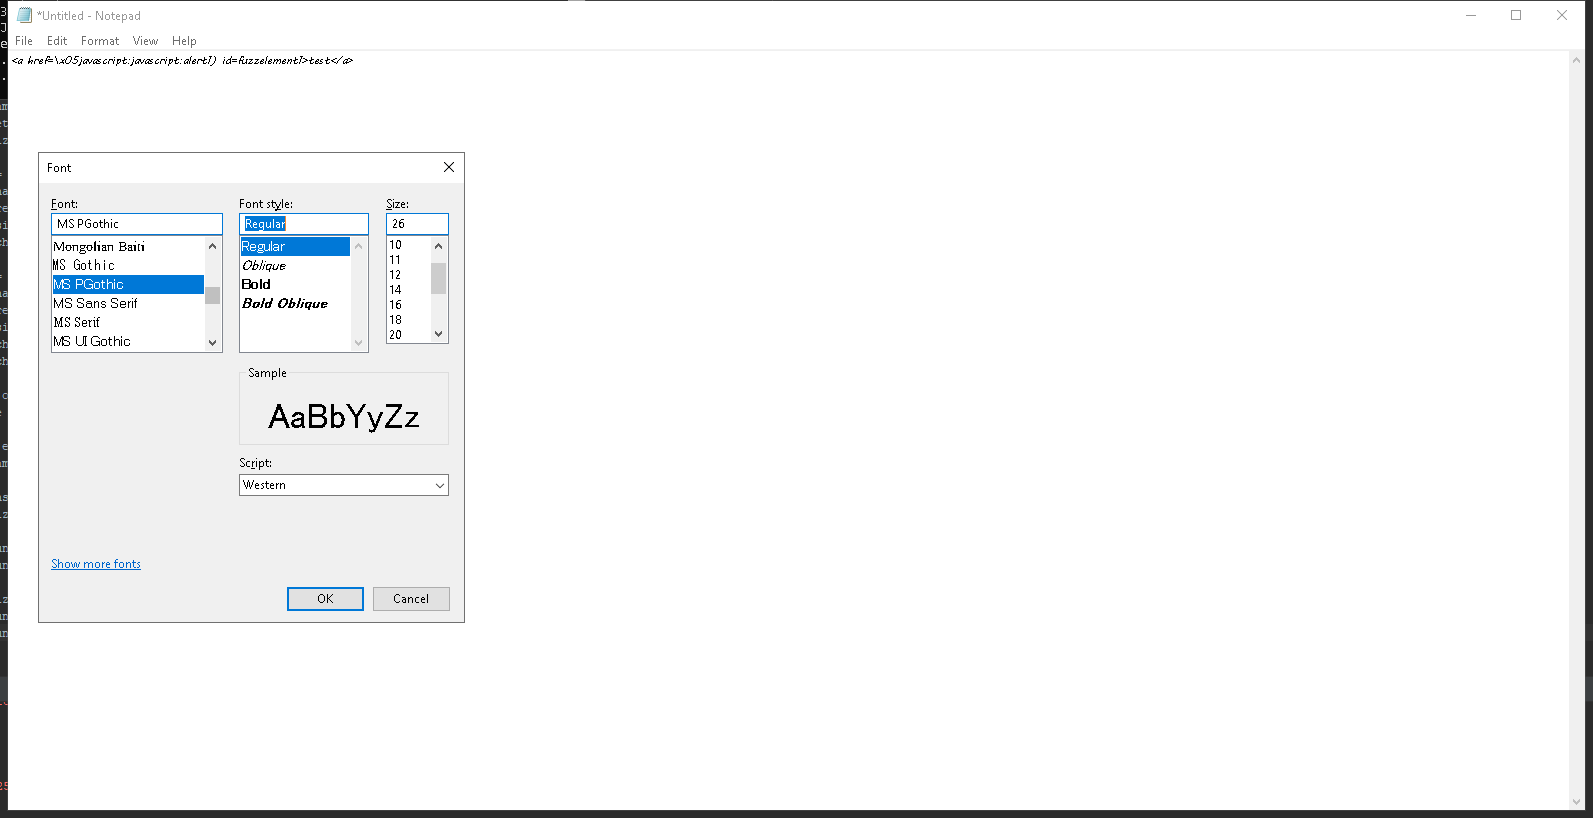 *Untitled - Notepad
File Edit Format View Help
<a href=\x05javascript:javascript:alert1) id=fuzzelement1>test</a>
Font
Font: Font style: Size:
MS PGothic Regular 26
Mongolian Baiti Regular 10
MS Gothic Oblique 11
MS PGothic Bold 12
MS Sans Serif Bold Oblique 14
MS Serif 16
MS UI Gothic 18
20
Sample
AaBbYyZz
Script:
Western
Show more fonts
OK Cancel